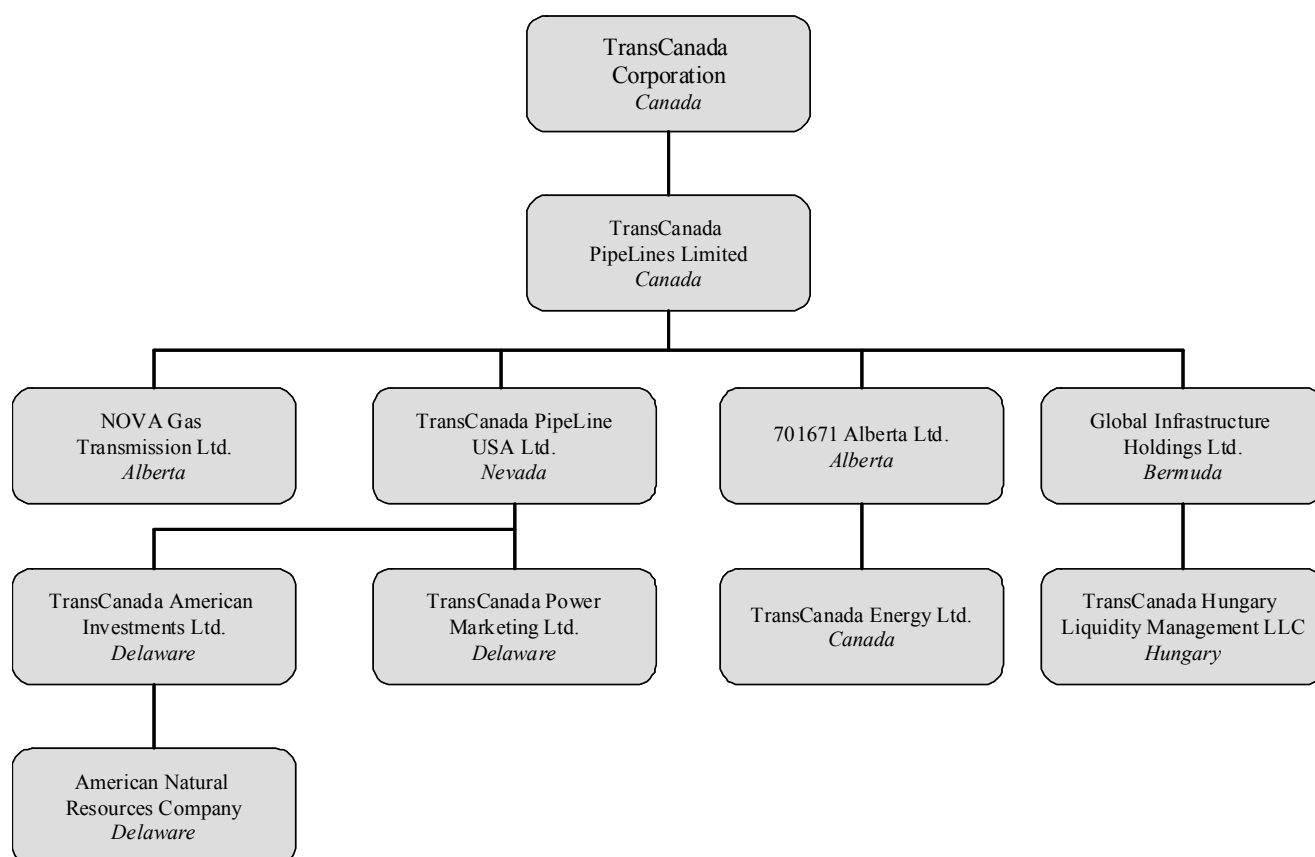 TransCanada
Corporation
Canada
TransCanada
PipeLines Limited
Canada
NOVA Gas
Transmission Ltd.
Alberta
TransCanada PipeLine
USA Ltd.
Nevada
701671 Alberta Ltd.
Alberta
Global Infrastructure
Holdings Ltd.
Bermuda
TransCanada American
Investments Ltd.
Delaware
TransCanada Power
Marketing Ltd.
Delaware
TransCanada Energy Ltd.
Canada
TransCanada Hungary
Liquidity Management LLC
Hungary
American Natural
Resources Company
Delaware